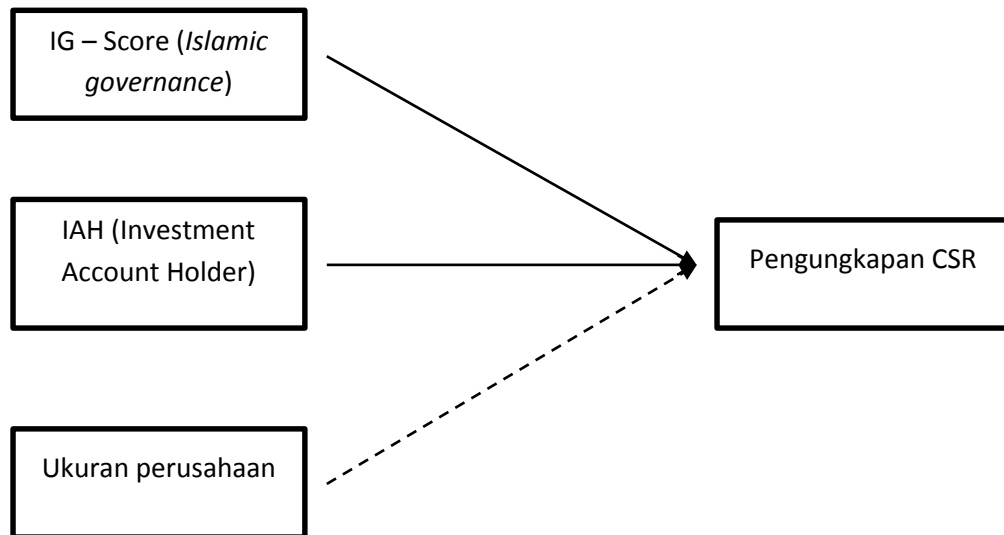 IG – Score (Islamic
governance)
IAH (Investment
Account Holder)
Pengungkapan CSR
Ukuran perusahaan